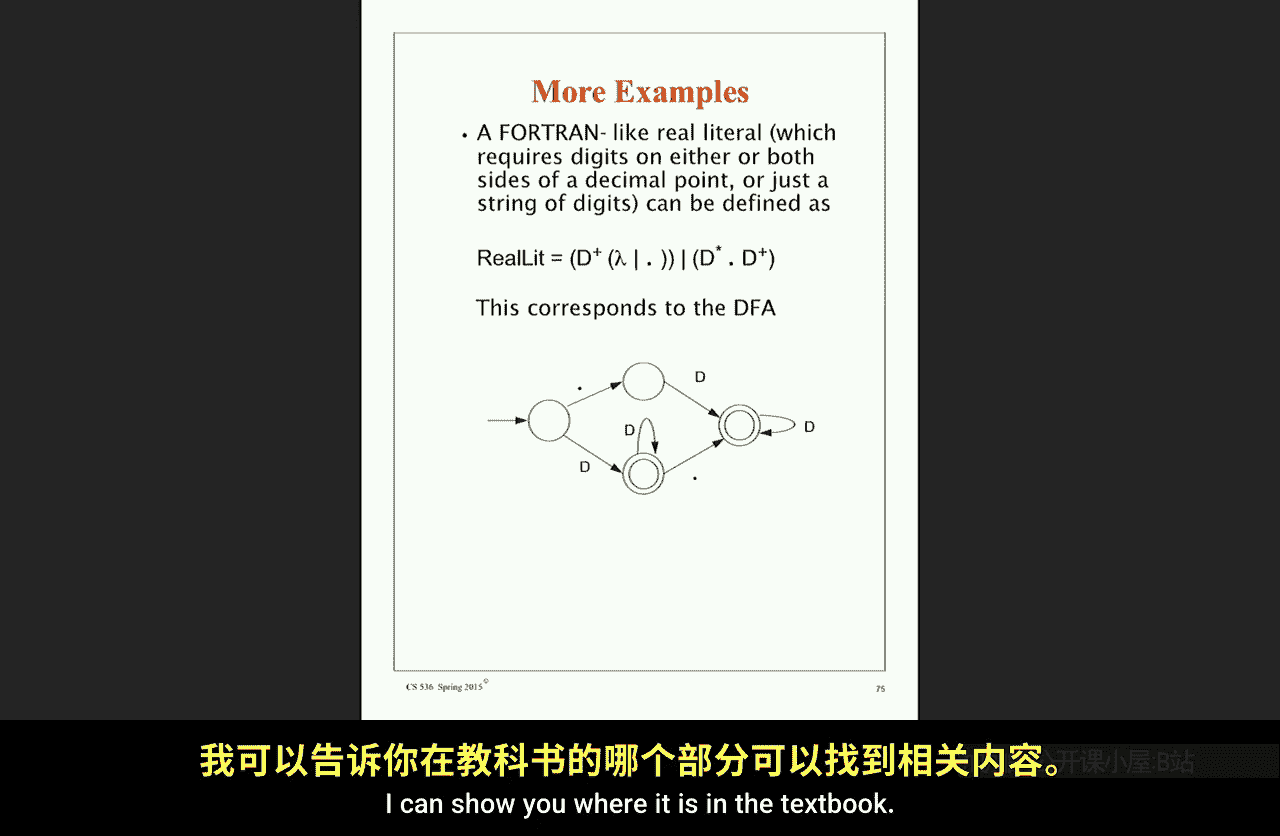 More Examples
• A FORTRAN- like real literal (which
requires digits on either or both
sides of a decimal point, or just a
string of digits) can be defined as
RealLit = (D⁺ (λ | . )) | (D* . D⁺)
This corresponds to the DFA
.
D
D
D
D
.
CS 536 Spring 2015©
75
我可以告诉你在教科书的哪个部分可以找到相关内容。
开课小屋:B站
I can show you where it is in the textbook.